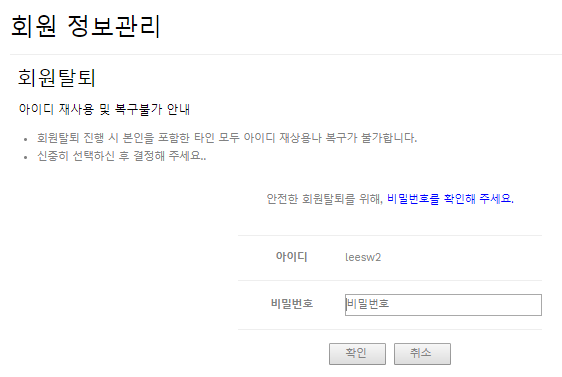 회원 정보관리
회원탈퇴
아이디 재사용 및 복구불가 안내
회원탈퇴 진행 시 본인을 포함한 타인 모두 아이디 재상용나 복구가 불가합니다.
신중히 선택하신 후 결정해 주세요..
안전한 회원탈퇴를 위해, 비밀번호를 확인해 주세요.
아이디 leesw2
비밀번호 비밀번호
확인 취소